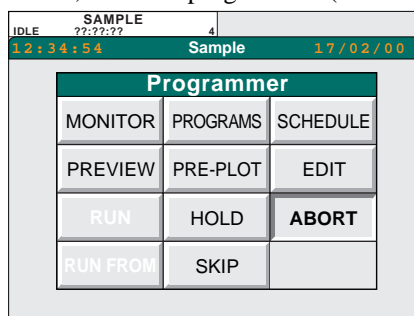 SAMPLE
IDLE ??:??:?? 4
12:34:54 Sample 17/02/00
Programmer
MONITOR PROGRAMS SCHEDULE
PREVIEW PRE-PLOT EDIT
RUN HOLD ABORT
RUN FROM SKIP